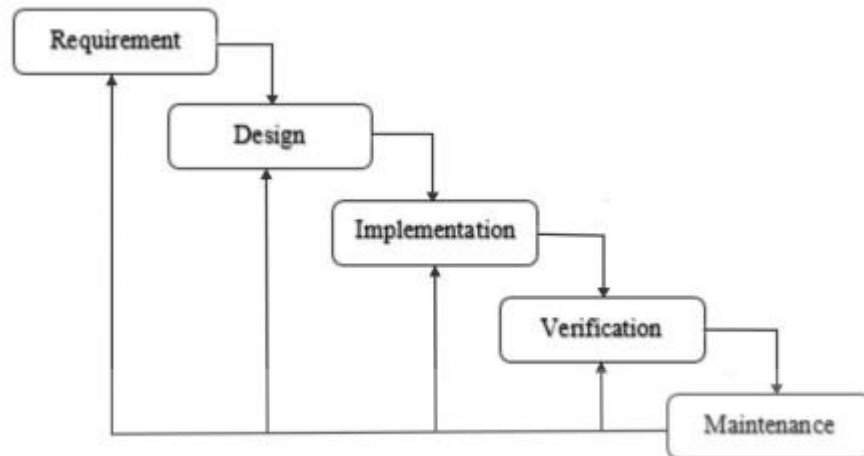 Requirement
Design
Implementation
Verification
Maintenance